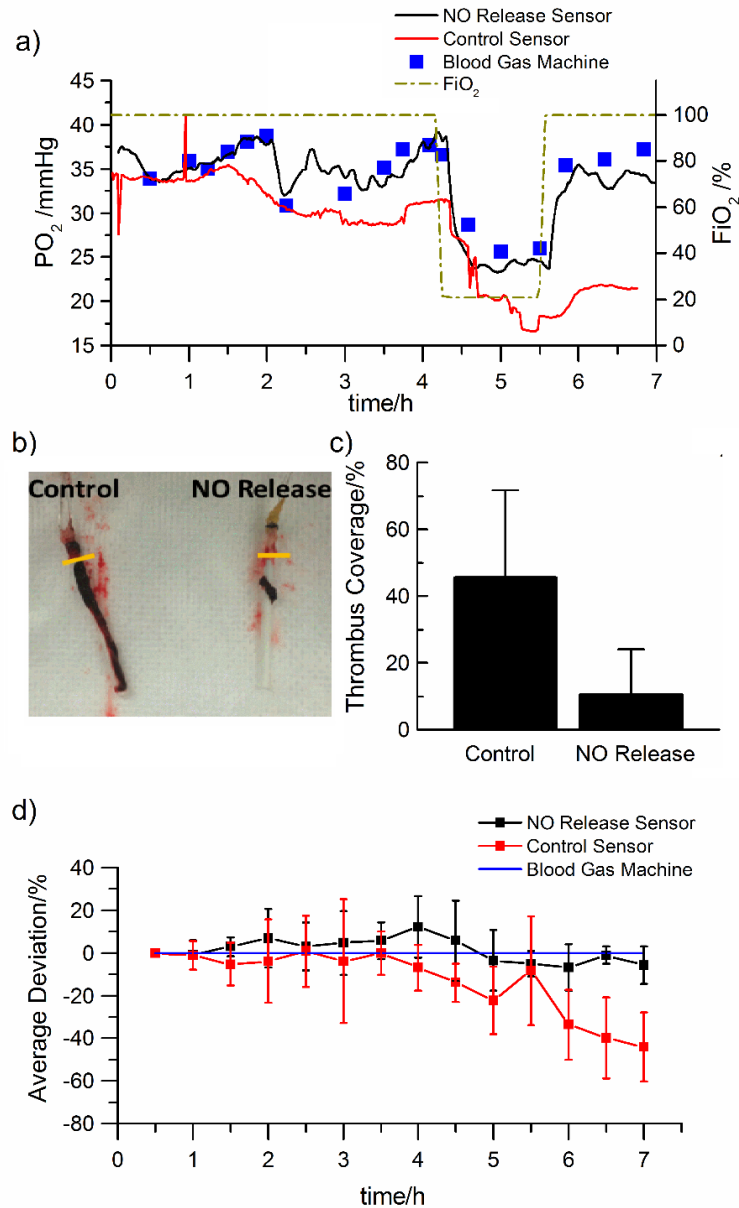 a)
NO Release Sensor
Control Sensor
Blood Gas Machine
FiO2
45
40
35
30
25
20
15
PO2 /mmHg
100
80
60
40
20
0
FiO2 /%
0 1 2 3 4 5 6 7
time/h
b)
Control NO Release
c)
80
60
40
20
0
Thrombus Coverage/%
Control NO Release
d)
NO Release Sensor
Control Sensor
Blood Gas Machine
40
20
0
-20
-40
-60
-80
Average Deviation/%
0 1 2 3 4 5 6 7
time/h